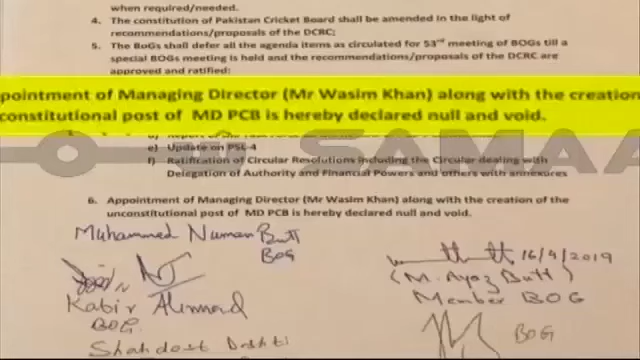 when required/needed.
4. The constitution of Pakistan Cricket Board shall be amended in the light of
recommendations/proposals of the DCRC;
5. The BoGs shall defer all the agenda items as circulated for 53rd meeting of BOGs till a
special BOGs meeting is held and the recommendations/proposals of the DCRC are
approved and ratified:
pointment of Managing Director (Mr Wasim Khan) along with the creation
constitutional post of MD PCB is hereby declared null and void.
SAMAA
e) Update on PSL-4
f) Ratification of Circular Resolutions including the Circular dealing with
Delegation of Authority and Financial Powers and others with annexures
6. Appointment of Managing Director (Mr Wasim Khan) along with the creation of the
unconstitutional post of MD PCB is hereby declared null and void.
Muhammed Numan Butt
BOG
16/4/2019
(M. Ayaz Butt)
Member BOG
Kabir Ahmad
BOG
BOG
Shahdost Dashti